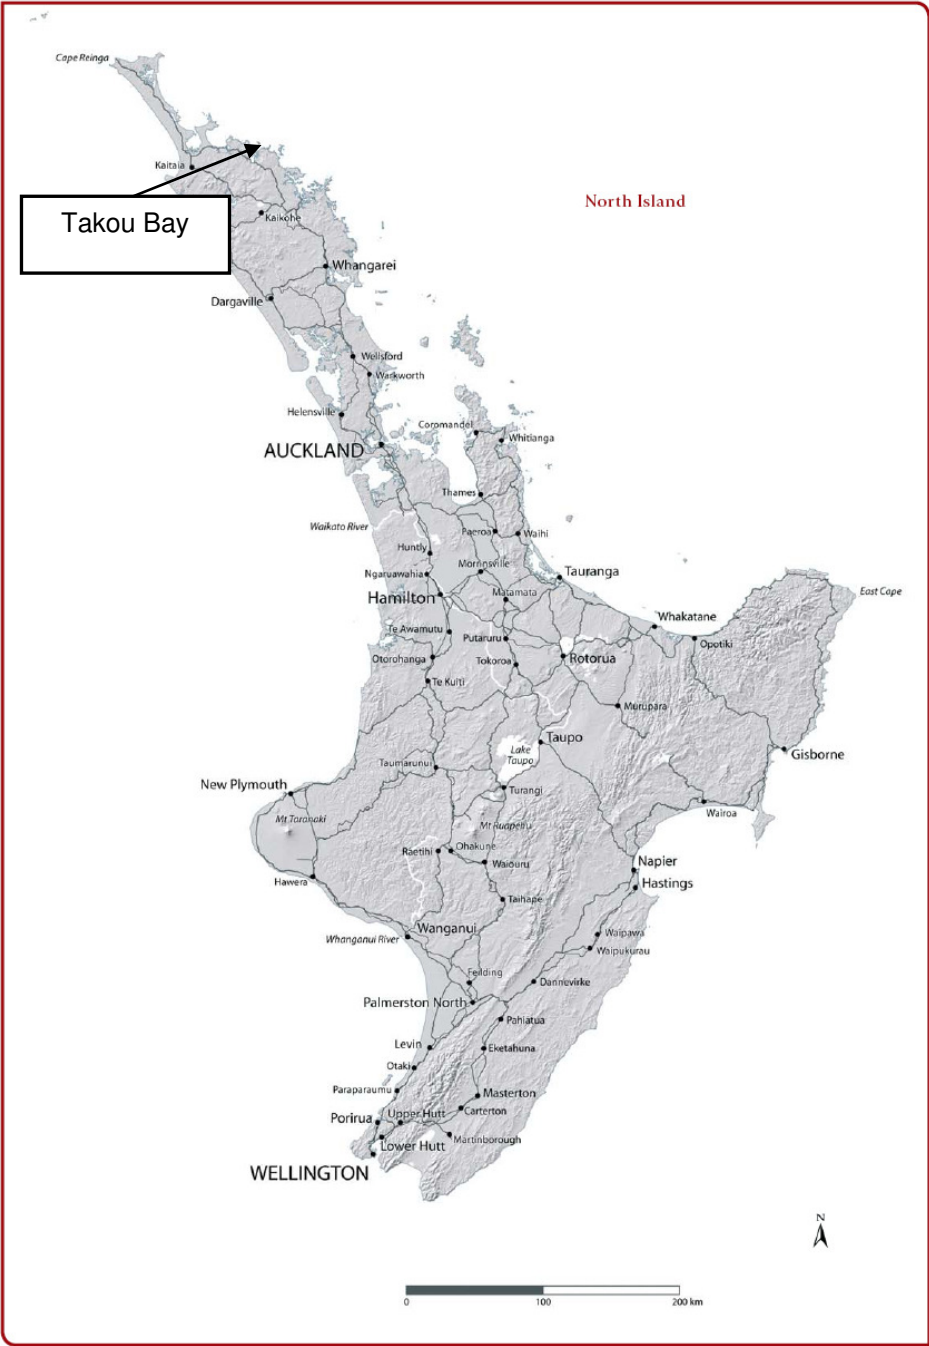 Cape Reinga
Kaitaia
North Island
Takou Bay
Kaikohe
Whangarei
Dargaville
Wellsford
Warkworth
Helensville
Coromandel
Whitianga
AUCKLAND
Thames
Waikato River
Paeroa
Waihi
Huntly
Morrinsville
Ngaruawahia
Tauranga
Hamilton
Matamata
East Cape
Whakatane
Te Awamutu
Putaruru
Opotiki
Otorohanga
Tokoroa
Rotorua
Te Kuiti
Murupara
Taupo
Lake
Taupo
Gisborne
Taumarunui
New Plymouth
Turangi
Mt Taranaki
Mt Ruapehu
Wairoa
Raetihi
Ohakune
Waiouru
Napier
Hawera
Hastings
Taihape
Wanganui
Whanganui River
Waipawa
Waipukurau
Feilding
Dannevirke
Palmerston North
Pahiatua
Levin
Eketahuna
Otaki
Paraparaumu
Masterton
Carterton
Porirua
Upper Hutt
Martinborough
Lower Hutt
WELLINGTON
N
0
100
200 km